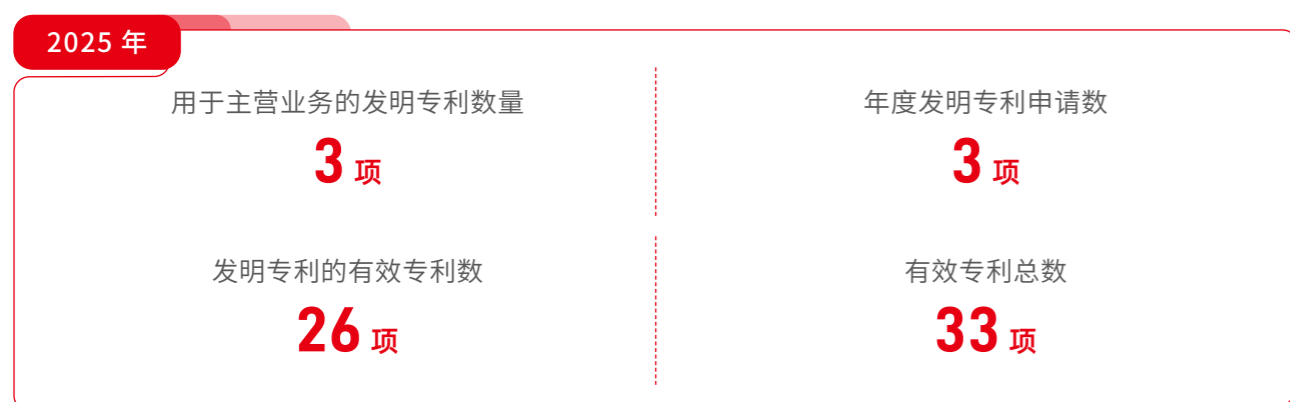 2025 年
用于主营业务的发明专利数量
3 项
年度发明专利申请数
3 项
发明专利的有效专利数
26 项
有效专利总数
33 项